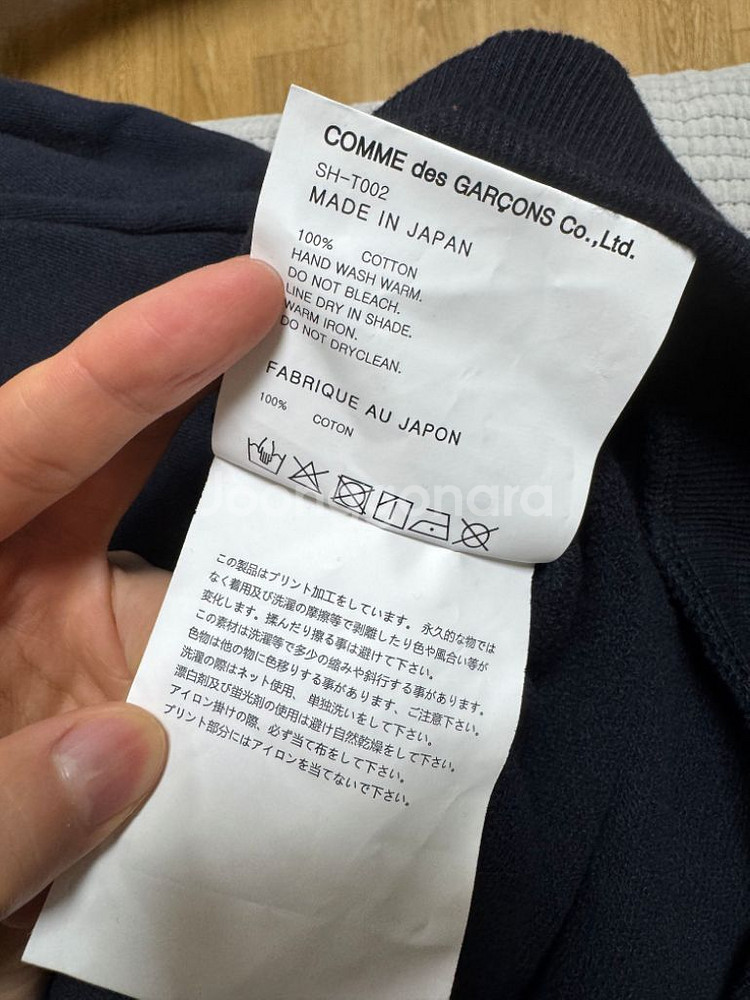 COMME des GARÇONS Co.,Ltd.
SH-T002
MADE IN JAPAN
100% COTTON
HAND WASH WARM.
DO NOT BLEACH.
LINE DRY IN SHADE.
WARM IRON.
DO NOT DRYCLEAN.
FABRIQUE AU JAPON
100% COTON
この製品はプリント加工をしています。永久的な物では
なく着用及び洗濯の摩擦等で剥離したり色や風合い等が
変化します。揉んだり擦る事は避けて下さい。
この素材は洗濯等で多少の縮みや斜行する事があります。
色物は他の物に色移りする事があります、ご注意下さい。
洗濯の際はネット使用、単独洗いをして下さい。
漂白剤及び蛍光剤の使用は避け自然乾燥をして下さい。
アイロン掛けの際、必ず当て布をして下さい。
プリント部分にはアイロンを当てないで下さい。